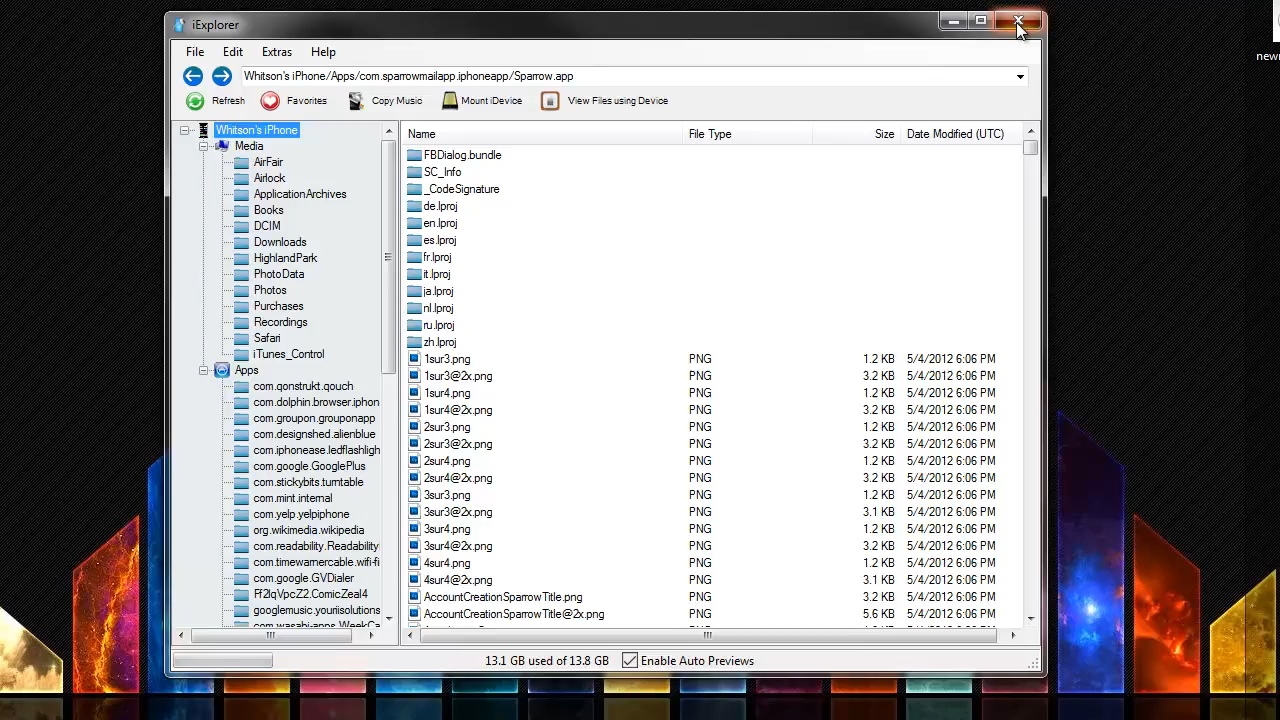 iExplorer
File Edit Extras Help
Whitson's iPhone/Apps/com.sparrowmailapp.iphoneapp/Sparrow.app
Refresh Favorites Copy Music Mount iDevice View Files using Device
Whitson's iPhone
Media
AirFair
Airlock
ApplicationArchives
Books
DCIM
Downloads
HighlandPark
PhotoData
Photos
Purchases
Recordings
Safari
iTunes_Control
Apps
com.qonstrukt.qouch
com.dolphin.browser.iphon
com.groupon.grouponapp
com.designshed.alienblue
com.iphonease.ledflashligh
com.google.GooglePlus
com.stickybits.turntable
com.mint.internal
com.yelp.yelpiphone
org.wikimedia.wikipedia
com.readability.Readability
com.timewarnercable.wifi-fi
com.google.GVDialer
Ff2lqVpcZ2.ComicZeal4
googlemusic.youriisolutions
com.wasabi-apps.WeekCa
Name File Type Size Date Modified (UTC)
FBDialog.bundle
SC_Info
_CodeSignature
de.lproj
en.lproj
es.lproj
fr.lproj
it.lproj
ja.lproj
nl.lproj
ru.lproj
zh.lproj
1sur3.png PNG 1.2 KB 5/4/2012 6:06 PM
1sur3@2x.png PNG 3.2 KB 5/4/2012 6:06 PM
1sur4.png PNG 1.2 KB 5/4/2012 6:06 PM
1sur4@2x.png PNG 3.2 KB 5/4/2012 6:06 PM
2sur3.png PNG 1.2 KB 5/4/2012 6:06 PM
2sur3@2x.png PNG 3.2 KB 5/4/2012 6:06 PM
2sur4.png PNG 1.2 KB 5/4/2012 6:06 PM
2sur4@2x.png PNG 3.2 KB 5/4/2012 6:06 PM
3sur3.png PNG 1.2 KB 5/4/2012 6:06 PM
3sur3@2x.png PNG 3.1 KB 5/4/2012 6:06 PM
3sur4.png PNG 1.2 KB 5/4/2012 6:06 PM
3sur4@2x.png PNG 3.2 KB 5/4/2012 6:06 PM
4sur4.png PNG 1.2 KB 5/4/2012 6:06 PM
4sur4@2x.png PNG 3.1 KB 5/4/2012 6:06 PM
AccountCreationSparrowTitle.png PNG 3.2 KB 5/4/2012 6:06 PM
AccountCreationSparrowTitle@2x.png PNG 5.6 KB 5/4/2012 6:06 PM
13.1 GB used of 13.8 GB Enable Auto Previews